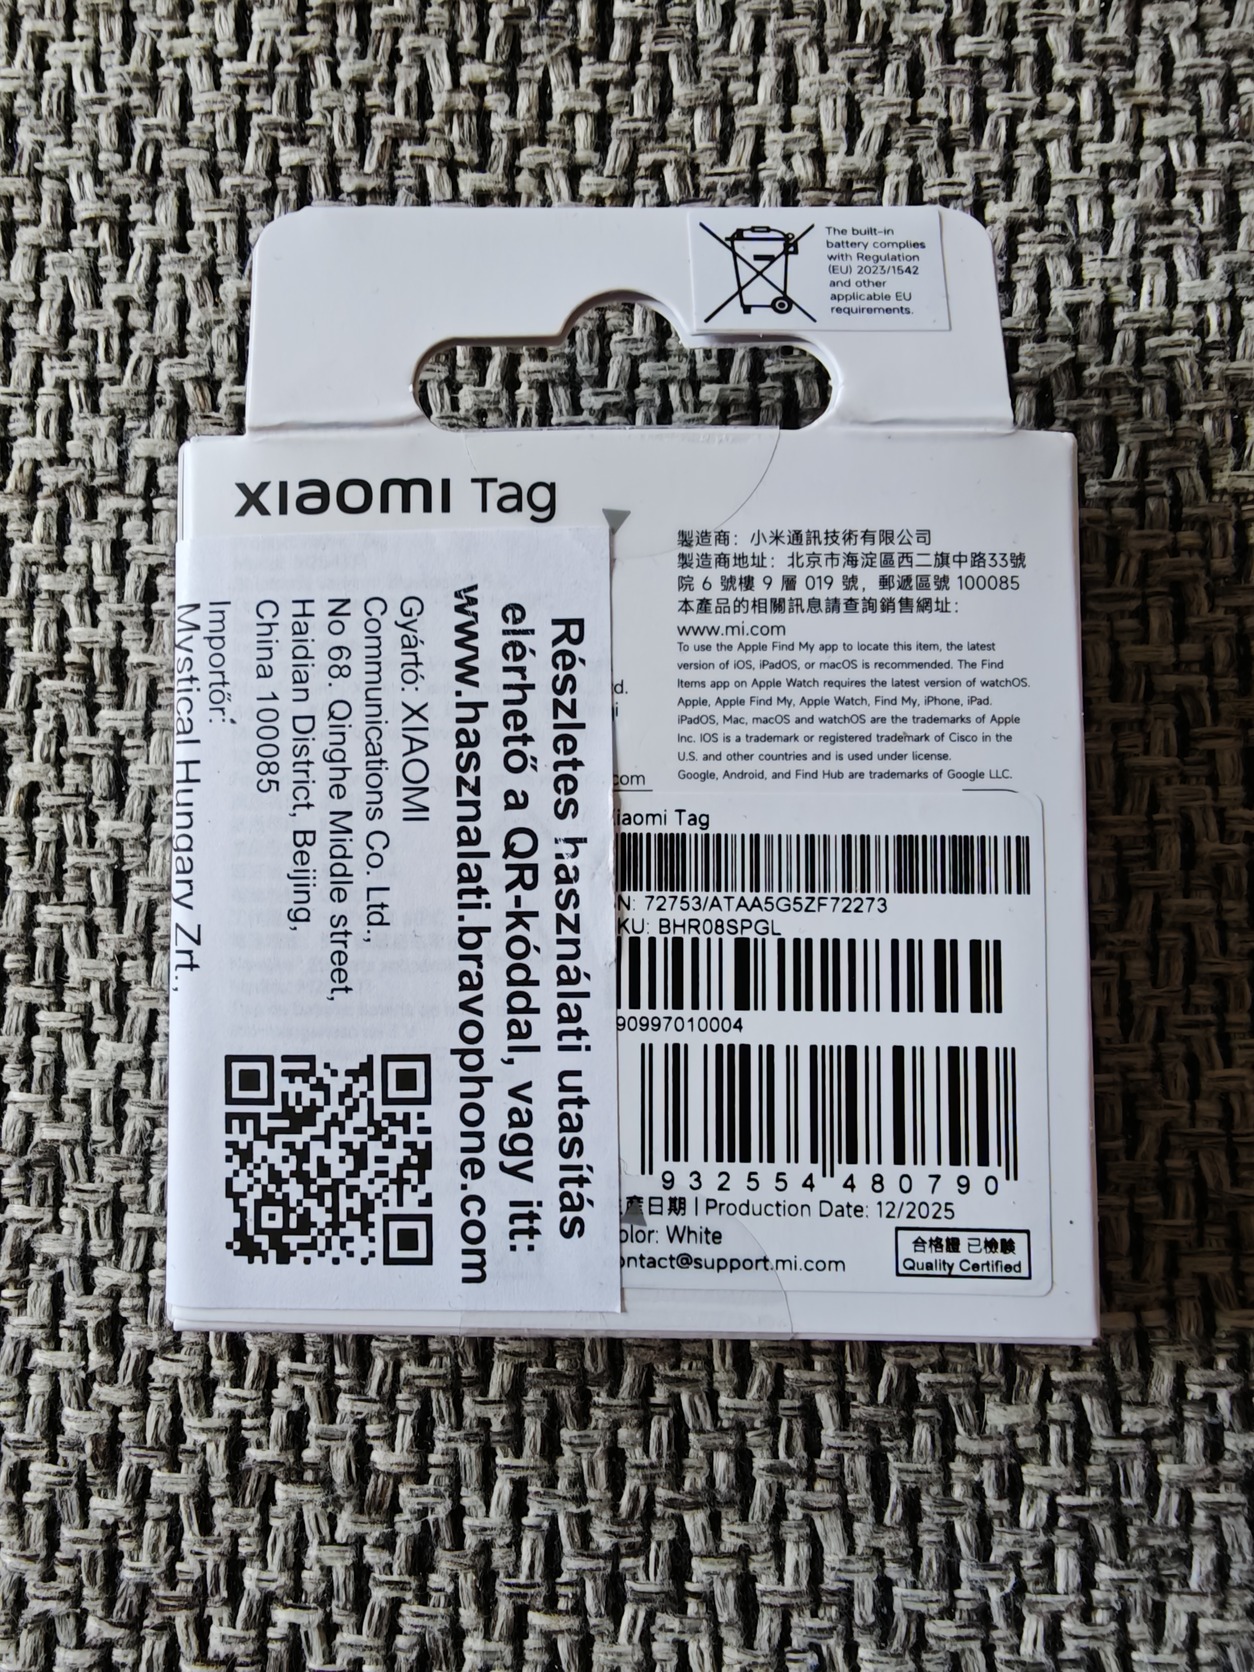 The built-in
battery complies
with Regulation
(EU) 2023/1542
and other
applicable EU
requirements.
xiaomi Tag
製造商：小米通訊技術有限公司
製造商地址：北京市海淀區西二旗中路33號
院 6 號樓 9 層 019 號，郵遞區號 100085
本產品的相關訊息請查詢銷售網址：
www.mi.com
To use the Apple Find My app to locate this item, the latest
version of iOS, iPadOS, or macOS is recommended. The Find
Items app on Apple Watch requires the latest version of watchOS.
Apple, Apple Find My, Apple Watch, Find My, iPhone, iPad.
iPadOS, Mac, macOS and watchOS are the trademarks of Apple
Inc. IOS is a trademark or registered trademark of Cisco in the
U.S. and other countries and is used under license.
Google, Android, and Find Hub are trademarks of Google LLC.
d.
com
iaomi Tag
N: 72753/ATAA5G5ZF72273
KU: BHR08SPGL
90997010004
932554 480790
產日期 | Production Date: 12/2025
olor: White
ontact@support.mi.com
合格證 已檢驗
Quality Certified
Részletes használati utasítás
elérhető a QR-kóddal, vagy itt:
www.hasznalati.bravophone.com
Gyártó: XIAOMI
Communications Co. Ltd.,
No 68. Qinghe Middle street,
Haidian District, Beijing,
China 100085
Importőr:
Mystical Hungary Zrt.,